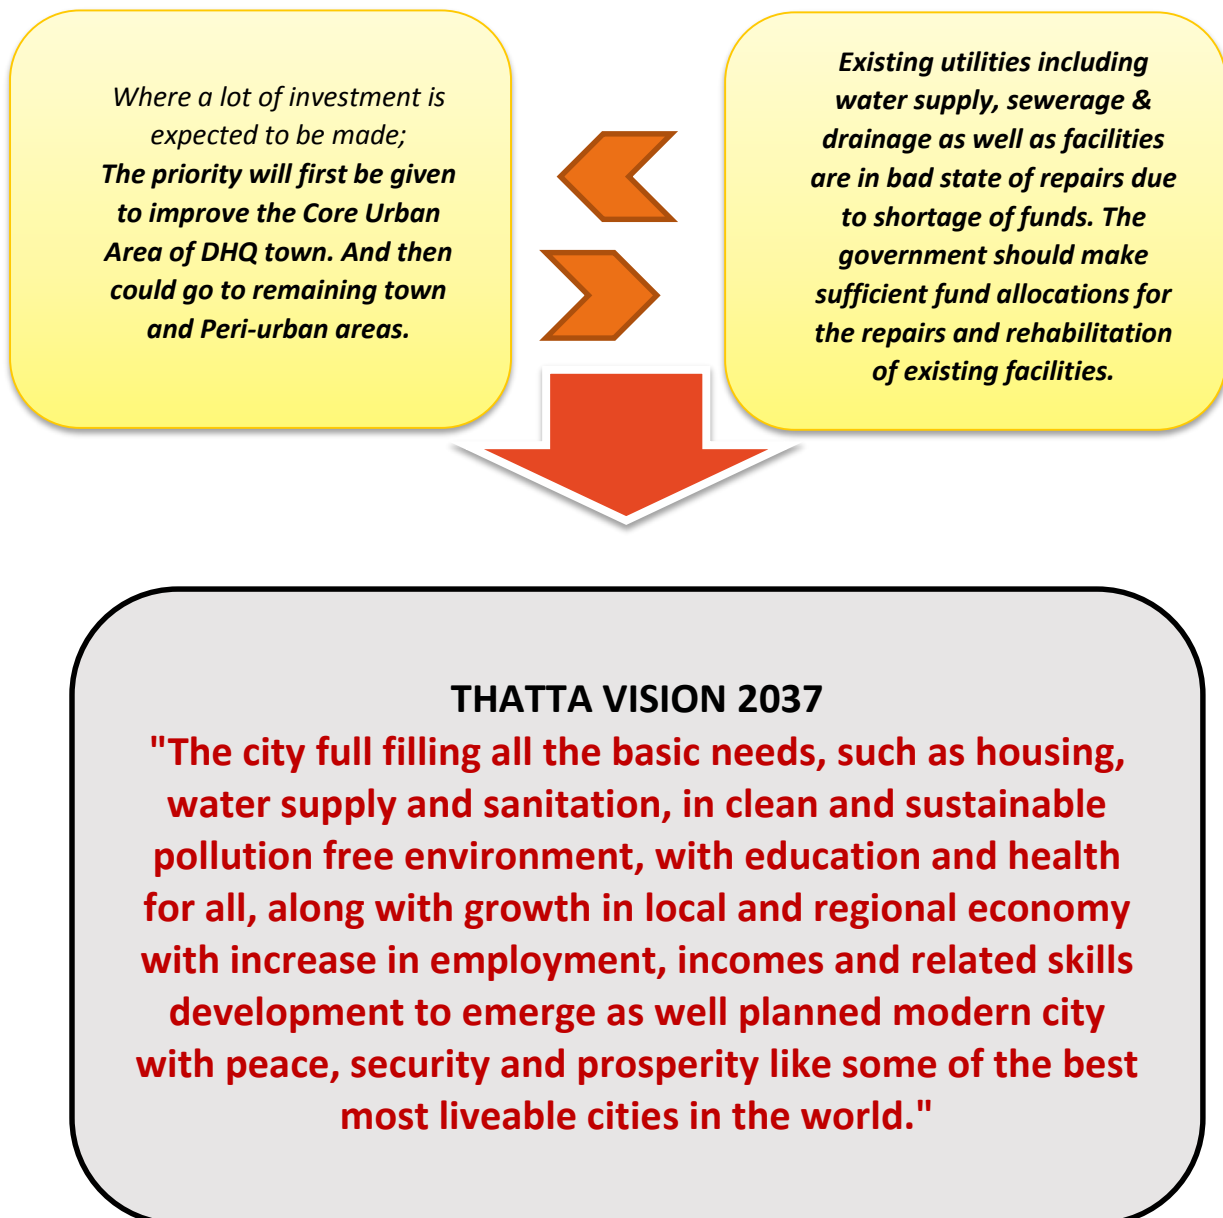 Where a lot of investment is
expected to be made;
The priority will first be given
to improve the Core Urban
Area of DHQ town. And then
could go to remaining town
and Peri-urban areas.
Existing utilities including
water supply, sewerage &
drainage as well as facilities
are in bad state of repairs due
to shortage of funds. The
government should make
sufficient fund allocations for
the repairs and rehabilitation
of existing facilities.
THATTA VISION 2037
"The city full filling all the basic needs, such as housing,
water supply and sanitation, in clean and sustainable
pollution free environment, with education and health
for all, along with growth in local and regional economy
with increase in employment, incomes and related skills
development to emerge as well planned modern city
with peace, security and prosperity like some of the best
most liveable cities in the world."